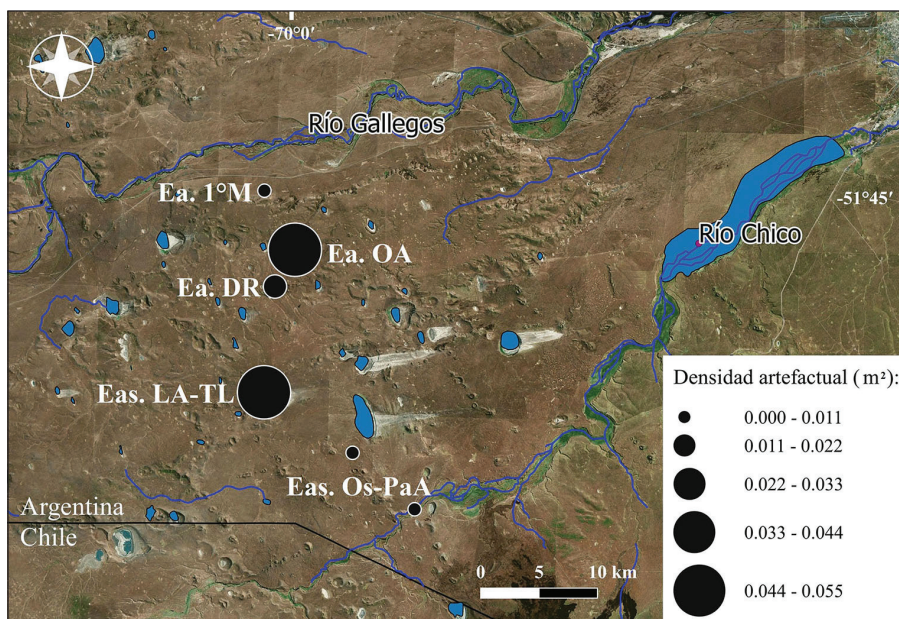 -70°0′
Río Gallegos
Ea. 1°M
-51°45′
Río Chico
Ea. OA
Ea. DR
Eas. LA-TL
Eas. Os-PaA
Argentina
Chile
0 5 10 km
Densidad artefactual (m²):
0.000 - 0.011
0.011 - 0.022
0.022 - 0.033
0.033 - 0.044
0.044 - 0.055